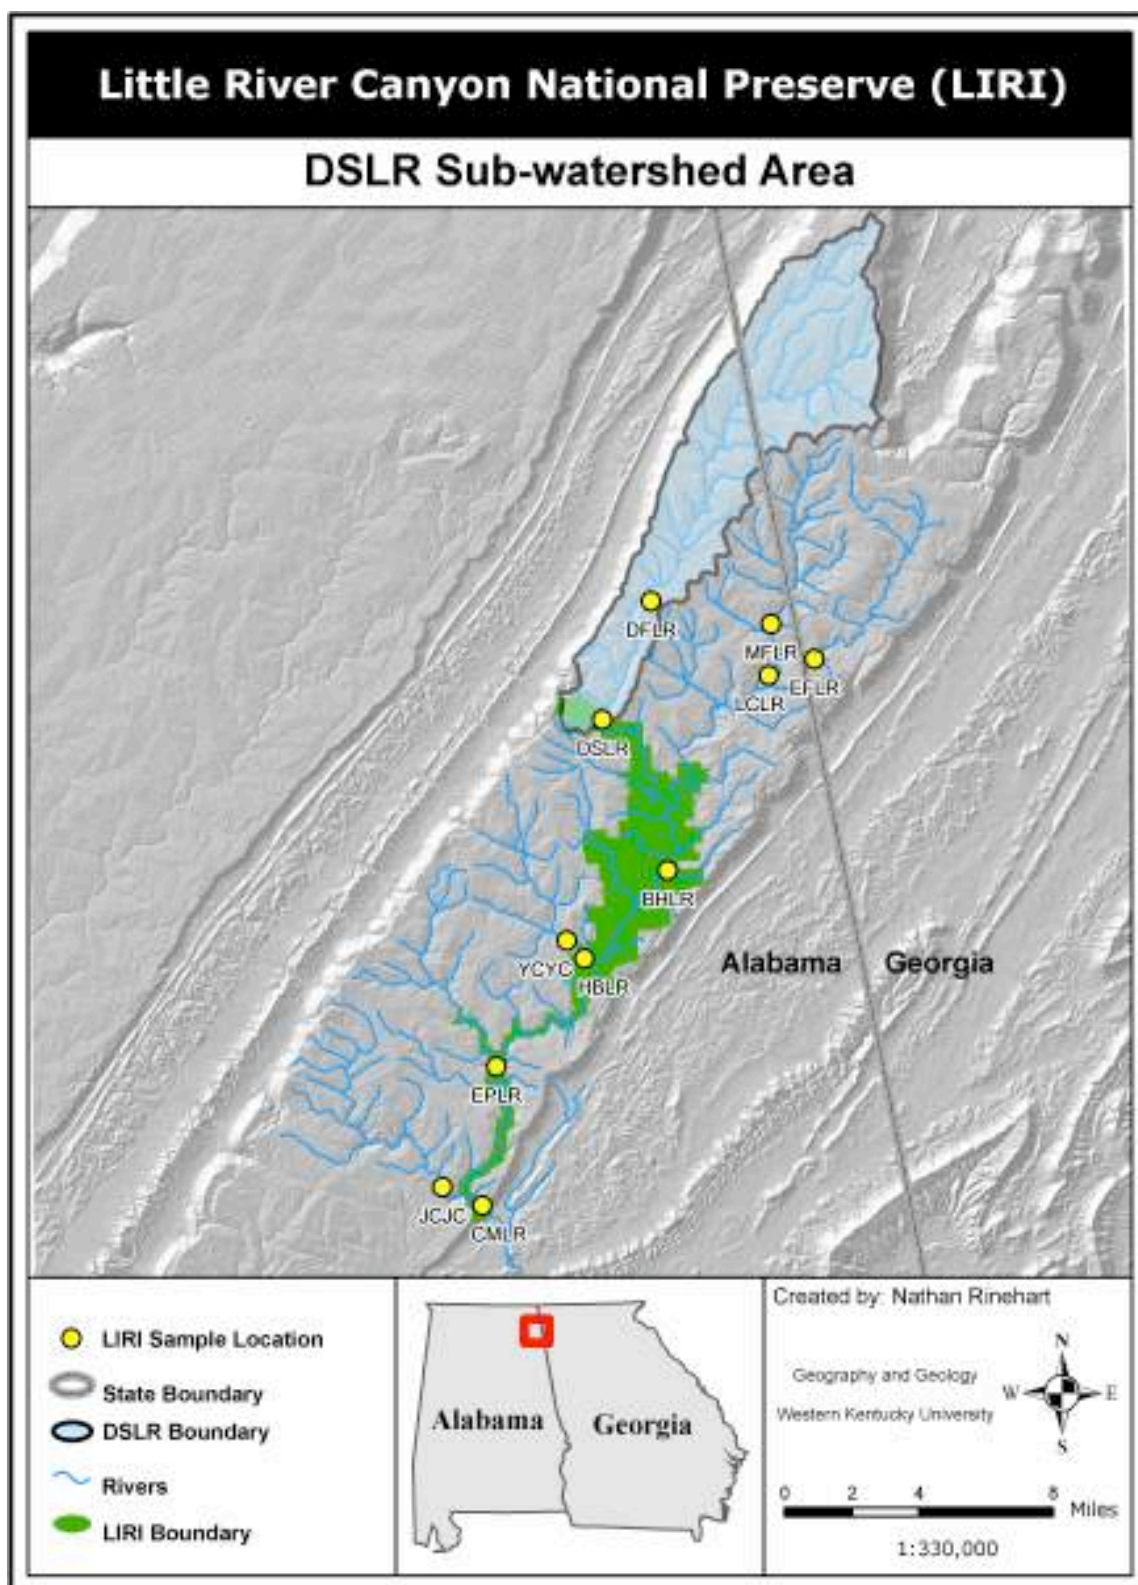 Little River Canyon National Preserve (LIRI)
DSLR Sub-watershed Area
DFLR
MFLR
EFLR
LCLR
DSLR
BHLR
YCYC
HBLR
Alabama
Georgia
EPLR
JCJC
CMLR
LIRI Sample Location
State Boundary
DSLR Boundary
Rivers
LIRI Boundary
Alabama
Georgia
Created by: Nathan Rinehart
Geography and Geology
Western Kentucky University
N
W
E
S
0 2 4 8
Miles
1:330,000